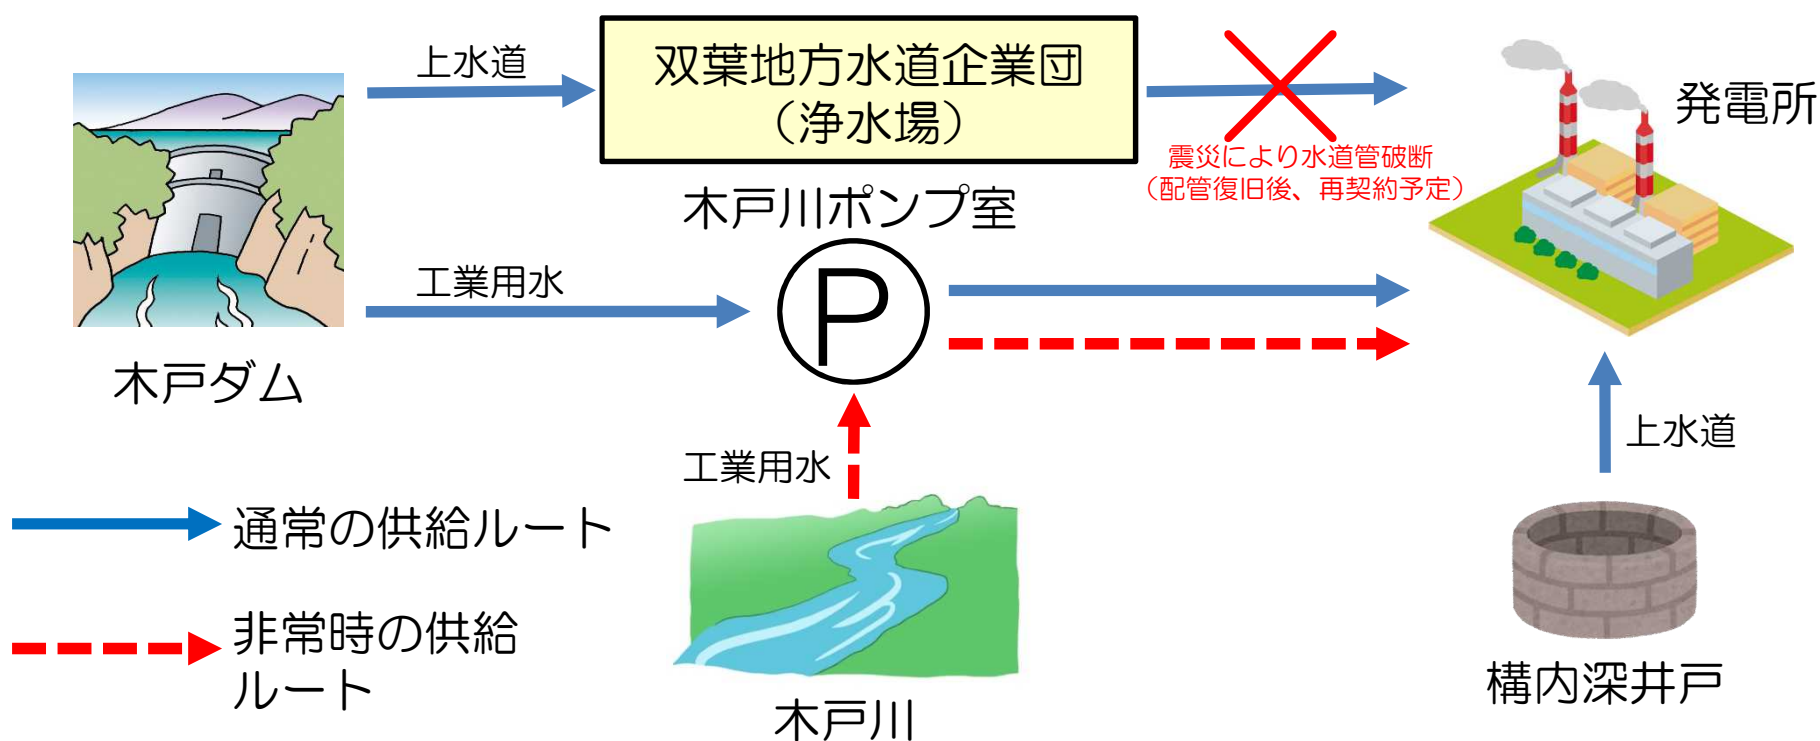 上水道
双葉地方水道企業団
（浄水場）
発電所
震災により水道管破断
（配管復旧後、再契約予定）
木戸川ポンプ室
P
工業用水
木戸ダム
工業用水
上水道
通常の供給ルート
非常時の供給
ルート
木戸川
構内深井戸